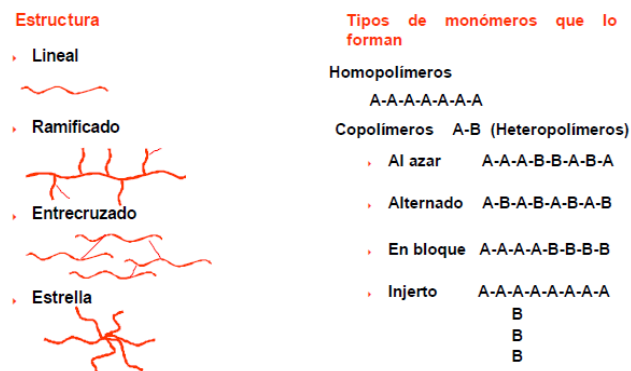 Estructura
Lineal
Ramificado
Entrecruzado
Estrella
Tipos de monómeros que lo
forman
Homopolímeros
A-A-A-A-A-A-A
Copolímeros A-B (Heteropolímeros)
Al azar A-A-A-B-B-A-B-A
Alternado A-B-A-B-A-B-A-B
En bloque A-A-A-A-B-B-B-B
Injerto A-A-A-A-A-A-A-A
B
B
B